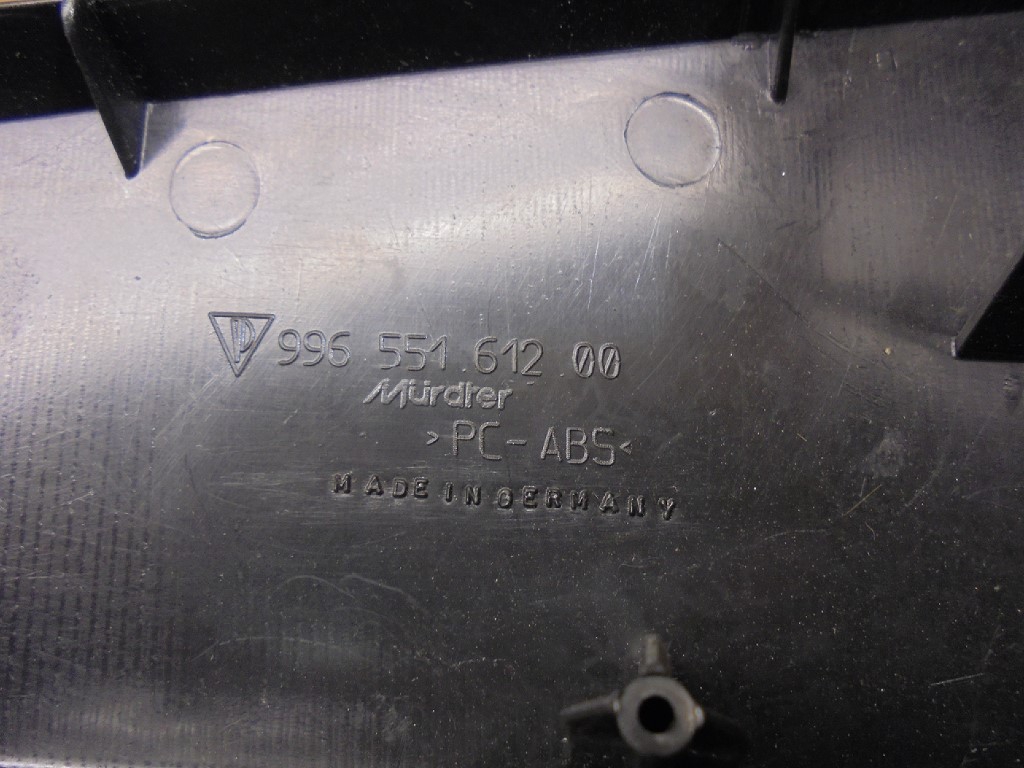 P 996 551.612.00
Mürdter
>PC-ABS<
MADE IN GERMANY